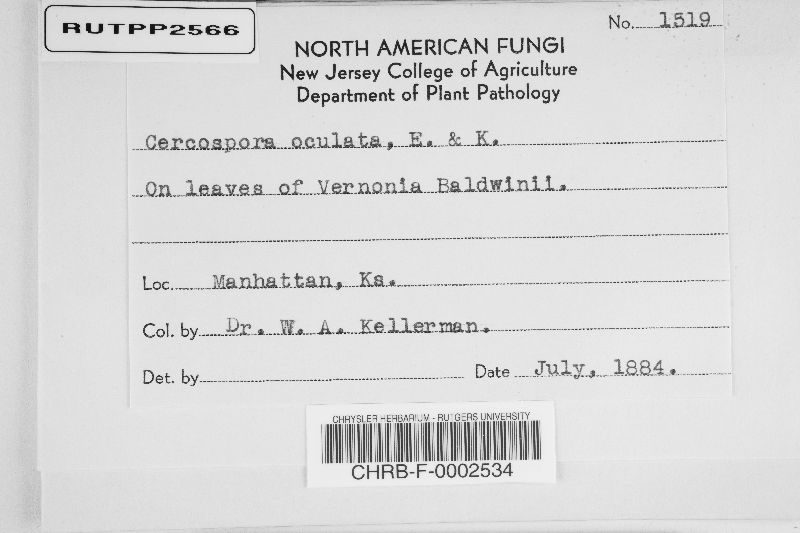 RUTPP2566
No. 1519
NORTH AMERICAN FUNGI
New Jersey College of Agriculture
Department of Plant Pathology
Cercospora oculata, E. & K.
On leaves of Vernonia Baldwinii.
Loc. Manhattan, Ks.
Col. by Dr. W. A. Kellerman.
Det. by Date July, 1884.
CHRYSLER HERBARIUM - RUTGERS UNIVERSITY
CHRB-F-0002534